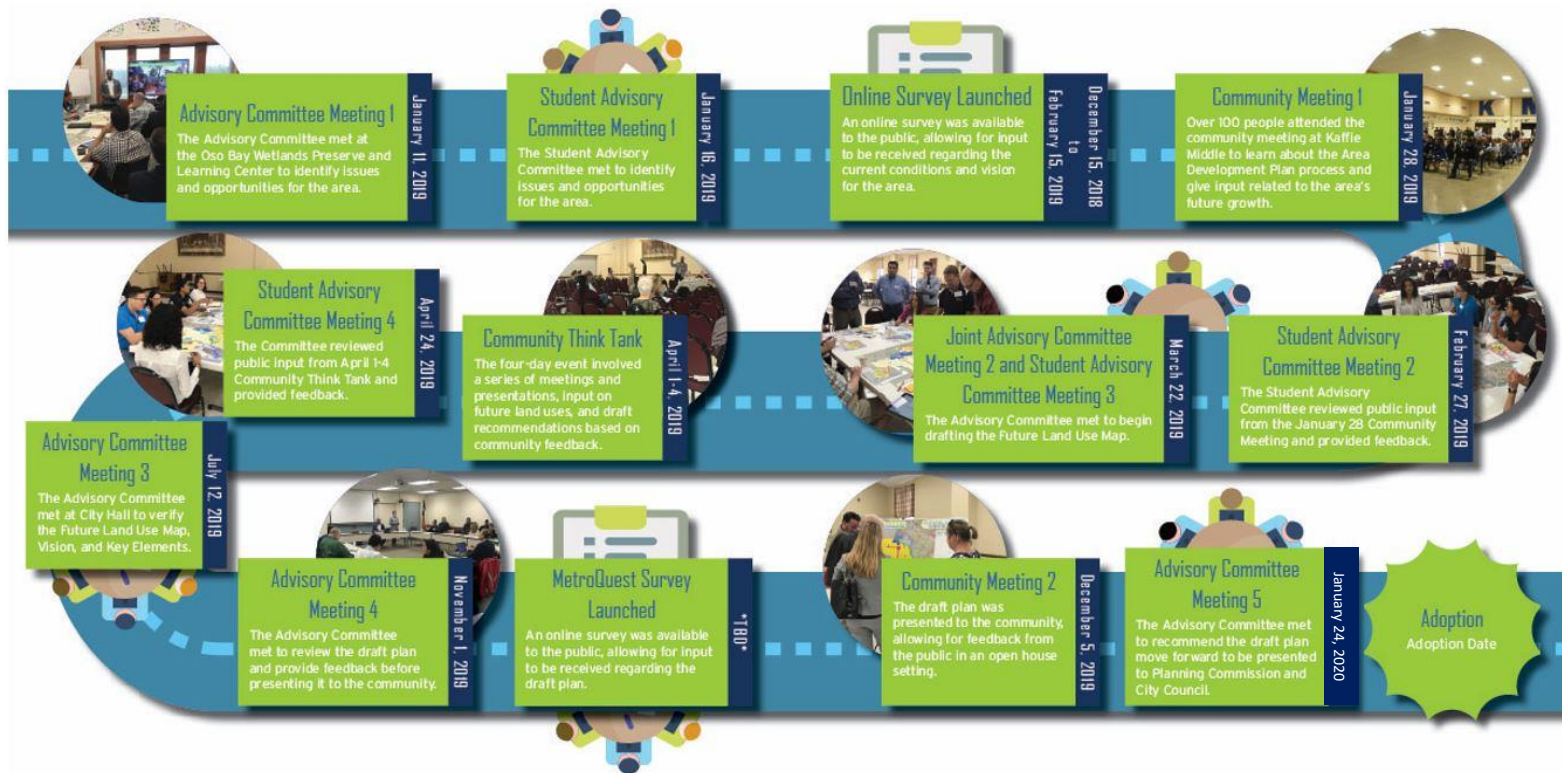 Advisory Committee Meeting 1
The Advisory Committee met at
the Oso Bay Wetlands Preserve and
Learning Center to identify issues
and opportunities for the area.
January 11, 2019
Student Advisory
Committee Meeting 1
The Student Advisory
Committee met to identify
issues and opportunities
for the area.
January 16, 2019
Online Survey Launched
An online survey was available
to the public, allowing for input
to be received regarding the
current conditions and vision
for the area.
December 15, 2018
to
February 15, 2019
Community Meeting 1
Over 100 people attended the
community meeting at Kaffie
Middle to learn about the Area
Development Plan process and
give input related to the area's
future growth.
January 28, 2019
K
Student Advisory
Committee Meeting 2
The Student Advisory
Committee reviewed public input
from the January 28 Community
Meeting and provided feedback.
February 27, 2019
Joint Advisory Committee
Meeting 2 and Student Advisory
Committee Meeting 3
The Advisory Committee met to begin
drafting the Future Land Use Map.
March 22, 2019
Community Think Tank
The four-day event involved
a series of meetings and
presentations, input on
future land uses, and draft
recommendations based on
community feedback.
April 1-4, 2019
Student Advisory
Committee Meeting 4
The Committee reviewed
public input from April 1-4
Community Think Tank and
provided feedback.
April 24, 2019
Advisory Committee
Meeting 3
The Advisory Committee
met at City Hall to verify
the Future Land Use Map,
Vision, and Key Elements.
July 12, 2019
Advisory Committee
Meeting 4
The Advisory Committee
met to review the draft plan
and provide feedback before
presenting it to the community.
November 1, 2019
MetroQuest Survey
Launched
An online survey was available
to the public, allowing for input
to be received regarding the
draft plan.
*TBD*
Community Meeting 2
The draft plan was
presented to the community,
allowing for feedback from
the public in an open house
setting.
December 5, 2019
Advisory Committee
Meeting 5
The Advisory Committee met
to recommend the draft plan
move forward to be presented
to Planning Commission and
City Council.
January 24, 2020
Adoption
Adoption Date